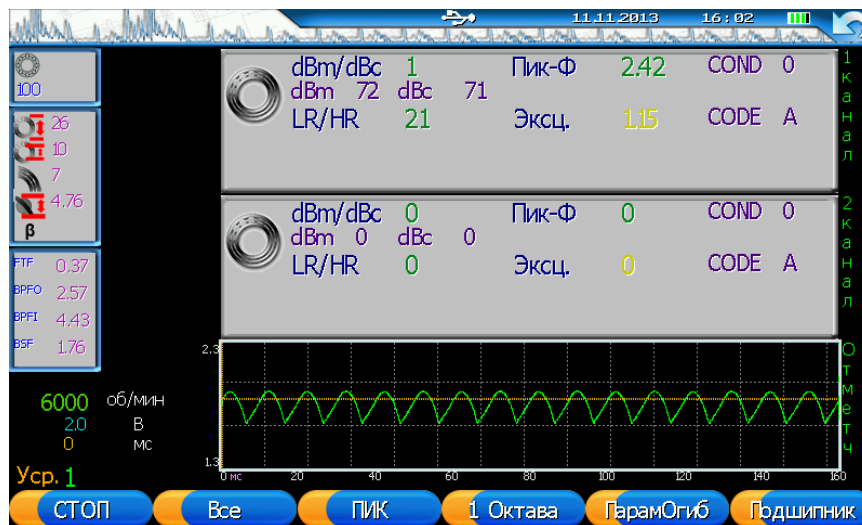 11.11.2013 16:02
100
26
10
7
4.76
β
FTF 0.37
BPFO 2.57
BPFI 4.43
BSF 1.76
dBm/dBc 1 Пик-Ф 2.42 COND 0
dBm 72 dBc 71
LR/HR 21 Эксц. 1.15 CODE A
1 канал
dBm/dBc 0 Пик-Ф 0 COND 0
dBm 0 dBc 0
LR/HR 0 Эксц. 0 CODE A
2 канал
2.3
1.3
0 мс 20 40 60 80 100 120 140 160
Отметч
6000 об/мин
2.0 В
0 мс
Уср. 1
СТОП Все ПИК 1 Октава ПарамОгиб Подшипник